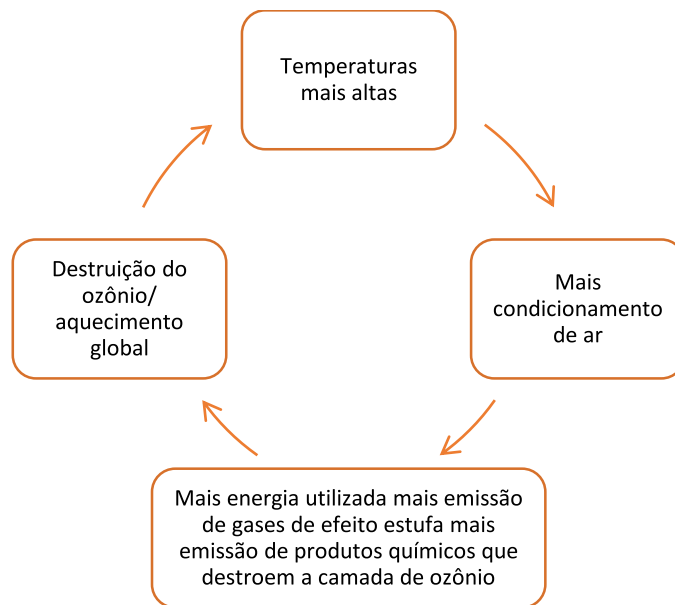 Temperaturas
mais altas
Mais
condicionamento
de ar
Mais energia utilizada mais emissão
de gases de efeito estufa mais
emissão de produtos químicos que
destroem a camada de ozônio
Destruição do
ozônio/
aquecimento
global